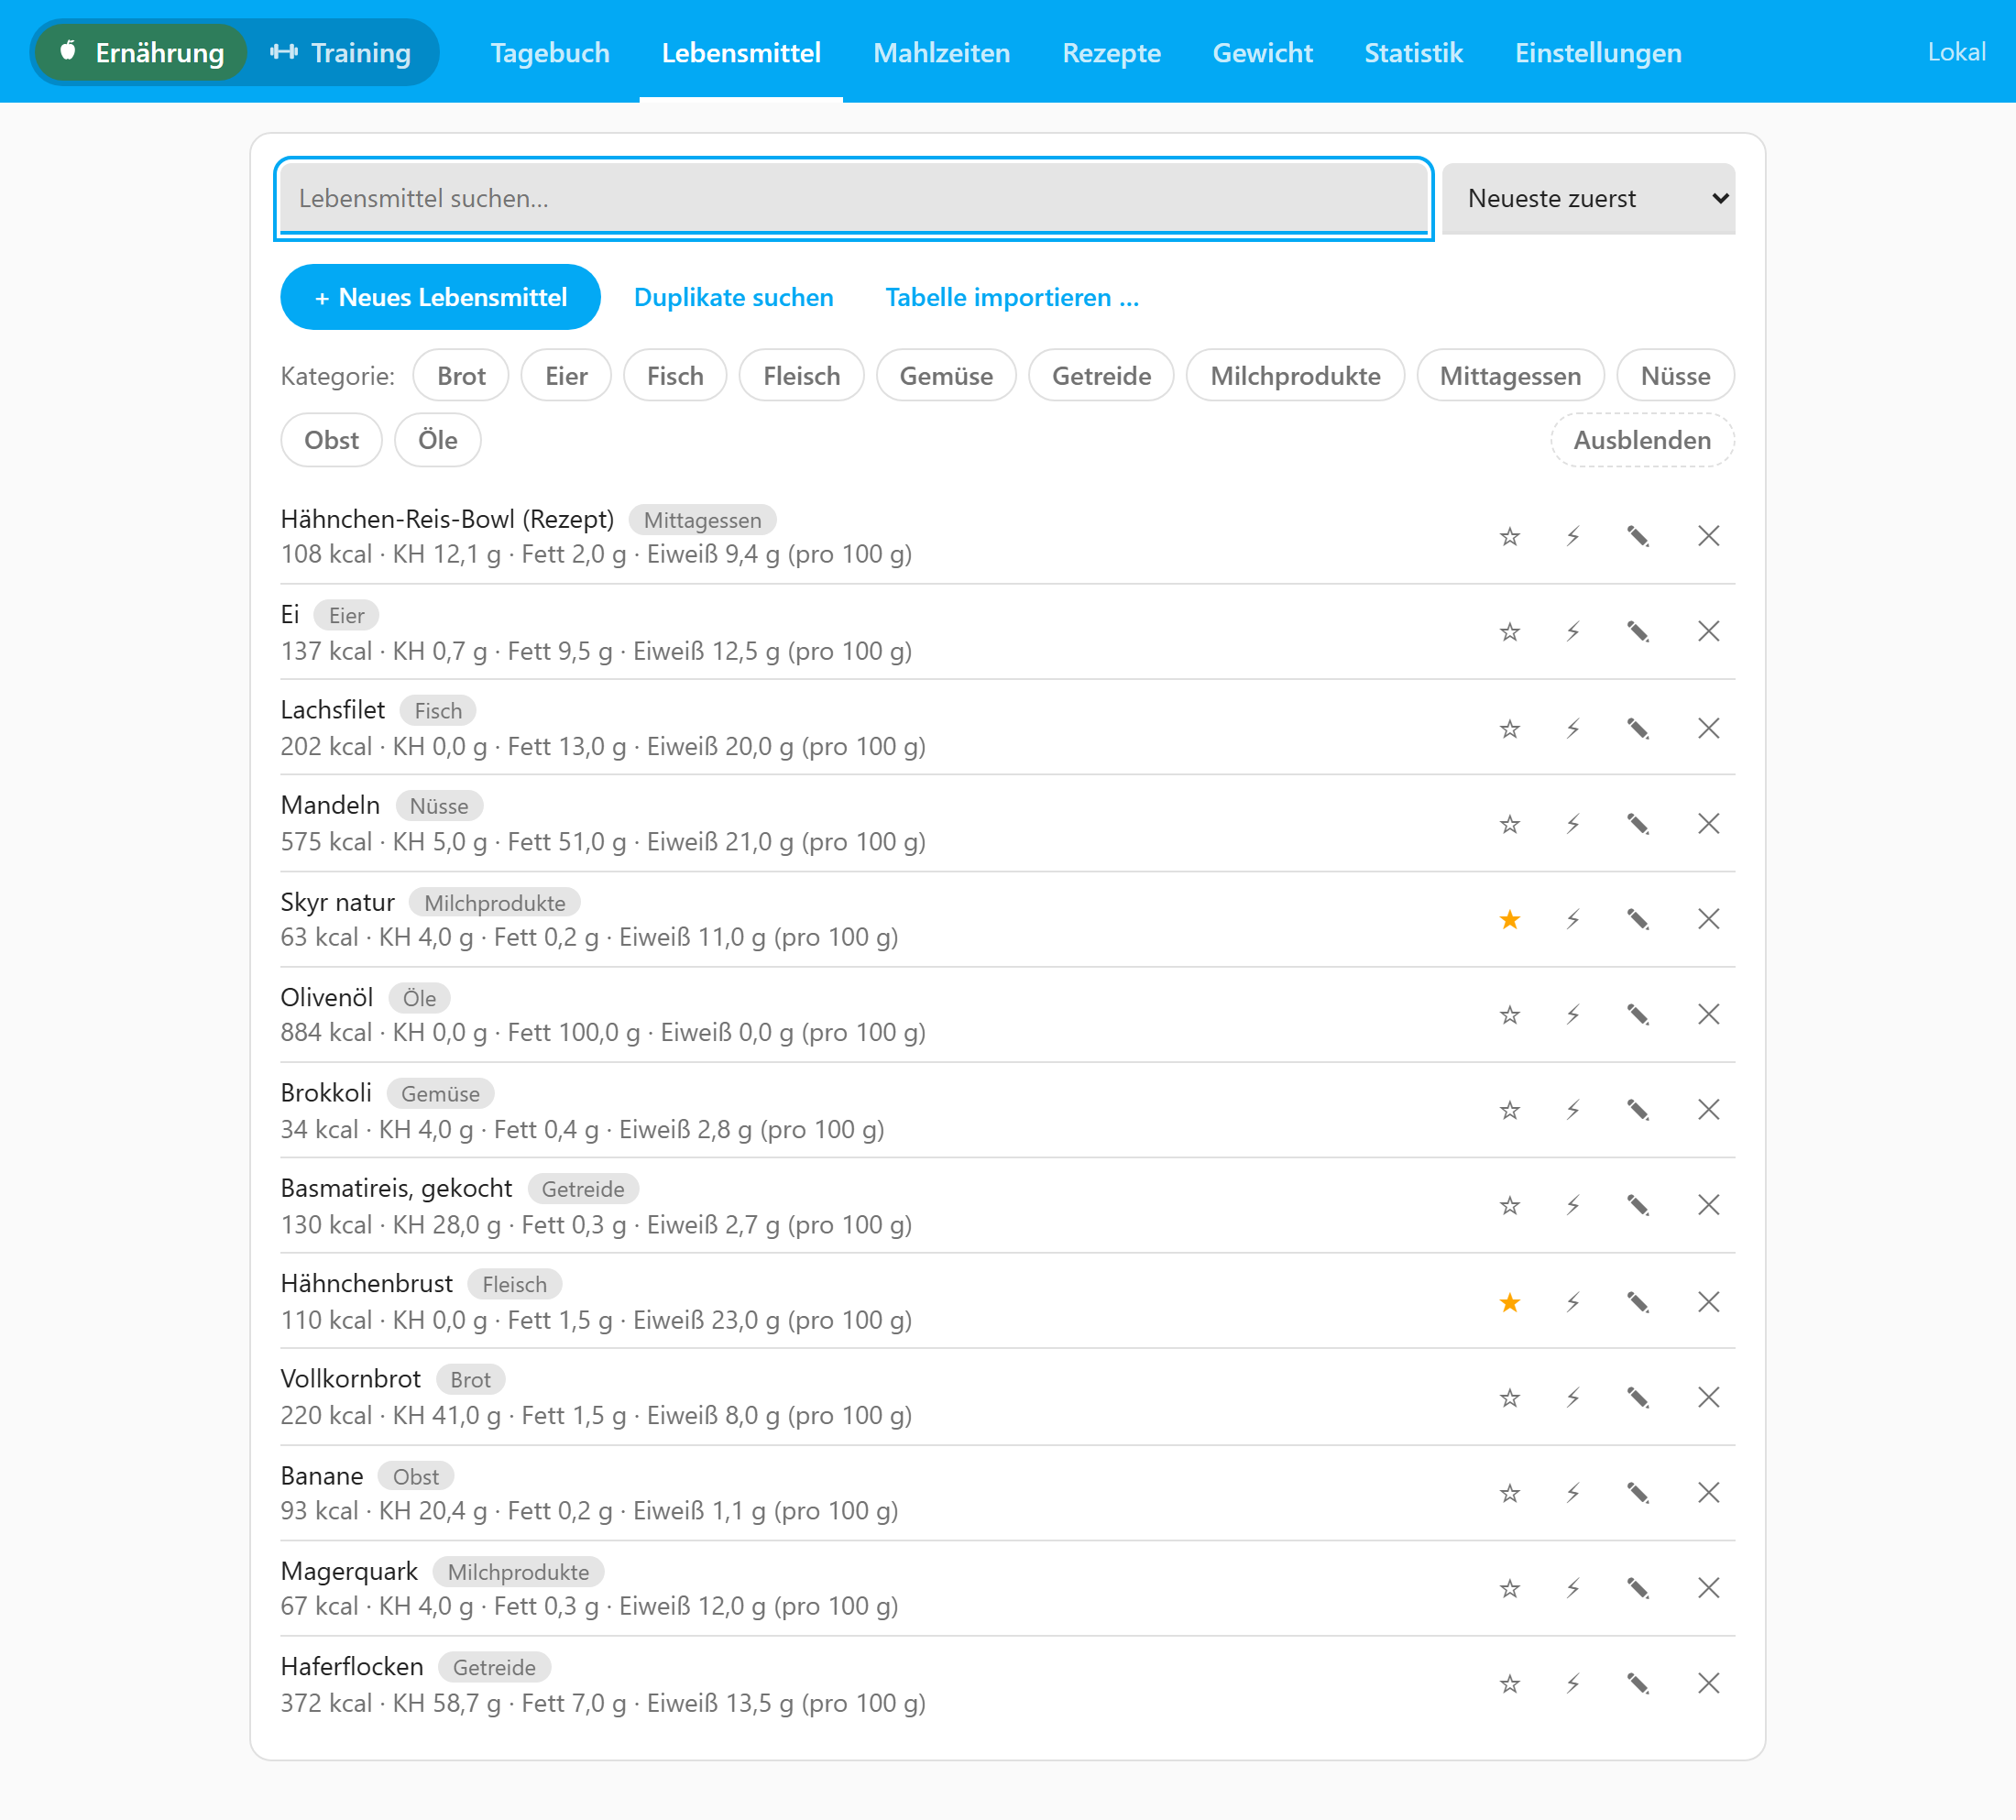 Ernährung Training Tagebuch Lebensmittel Mahlzeiten Rezepte Gewicht Statistik Einstellungen Lokal
Lebensmittel suchen... Neueste zuerst
+ Neues Lebensmittel Duplikate suchen Tabelle importieren ...
Kategorie: Brot Eier Fisch Fleisch Gemüse Getreide Milchprodukte Mittagessen Nüsse
Obst Öle Ausblenden
Hähnchen-Reis-Bowl (Rezept) Mittagessen
108 kcal · KH 12,1 g · Fett 2,0 g · Eiweiß 9,4 g (pro 100 g)
Ei Eier
137 kcal · KH 0,7 g · Fett 9,5 g · Eiweiß 12,5 g (pro 100 g)
Lachsfilet Fisch
202 kcal · KH 0,0 g · Fett 13,0 g · Eiweiß 20,0 g (pro 100 g)
Mandeln Nüsse
575 kcal · KH 5,0 g · Fett 51,0 g · Eiweiß 21,0 g (pro 100 g)
Skyr natur Milchprodukte
63 kcal · KH 4,0 g · Fett 0,2 g · Eiweiß 11,0 g (pro 100 g)
Olivenöl Öle
884 kcal · KH 0,0 g · Fett 100,0 g · Eiweiß 0,0 g (pro 100 g)
Brokkoli Gemüse
34 kcal · KH 4,0 g · Fett 0,4 g · Eiweiß 2,8 g (pro 100 g)
Basmatireis, gekocht Getreide
130 kcal · KH 28,0 g · Fett 0,3 g · Eiweiß 2,7 g (pro 100 g)
Hähnchenbrust Fleisch
110 kcal · KH 0,0 g · Fett 1,5 g · Eiweiß 23,0 g (pro 100 g)
Vollkornbrot Brot
220 kcal · KH 41,0 g · Fett 1,5 g · Eiweiß 8,0 g (pro 100 g)
Banane Obst
93 kcal · KH 20,4 g · Fett 0,2 g · Eiweiß 1,1 g (pro 100 g)
Magerquark Milchprodukte
67 kcal · KH 4,0 g · Fett 0,3 g · Eiweiß 12,0 g (pro 100 g)
Haferflocken Getreide
372 kcal · KH 58,7 g · Fett 7,0 g · Eiweiß 13,5 g (pro 100 g)